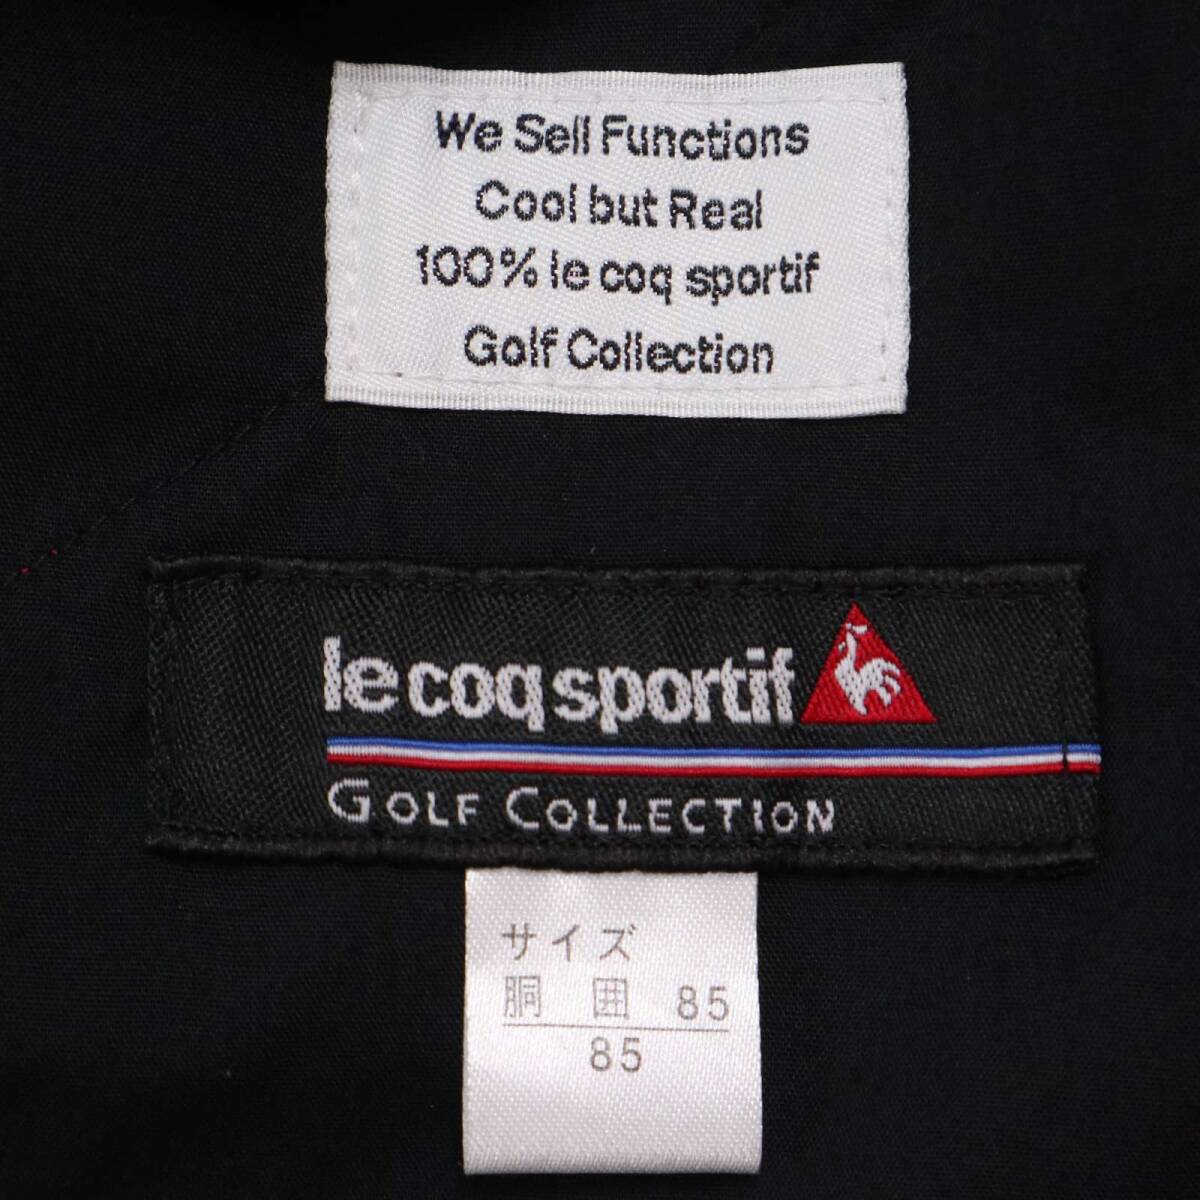 We Sell Functions
Cool but Real
100% le coq sportif
Golf Collection
le coq sportif
GOLF COLLECTION
サイズ
胴囲 85
85